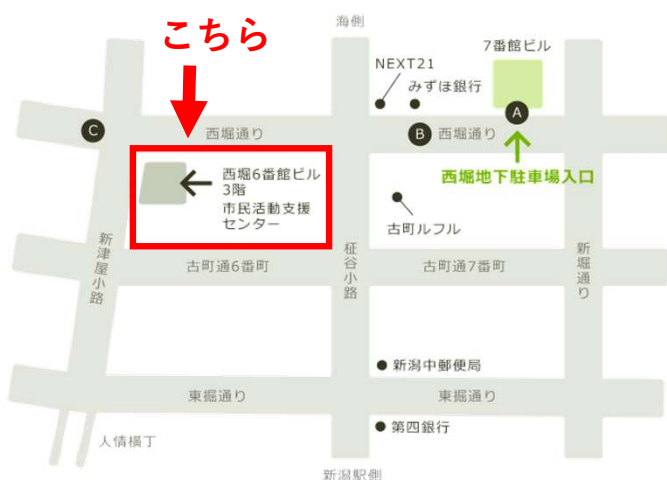 海側
こちら
7番館ビル
NEXT21
みずほ銀行
A
C
西堀通り
B
西堀通り
西堀6番館ビル
3階
市民活動支援
センター
西堀地下駐車場入口
古町ルフル
新津屋小路
古町通6番町
柾谷小路
古町通7番町
新堀通り
新潟中郵便局
東掘通り
東掘通り
第四銀行
人情横丁
新潟駅側